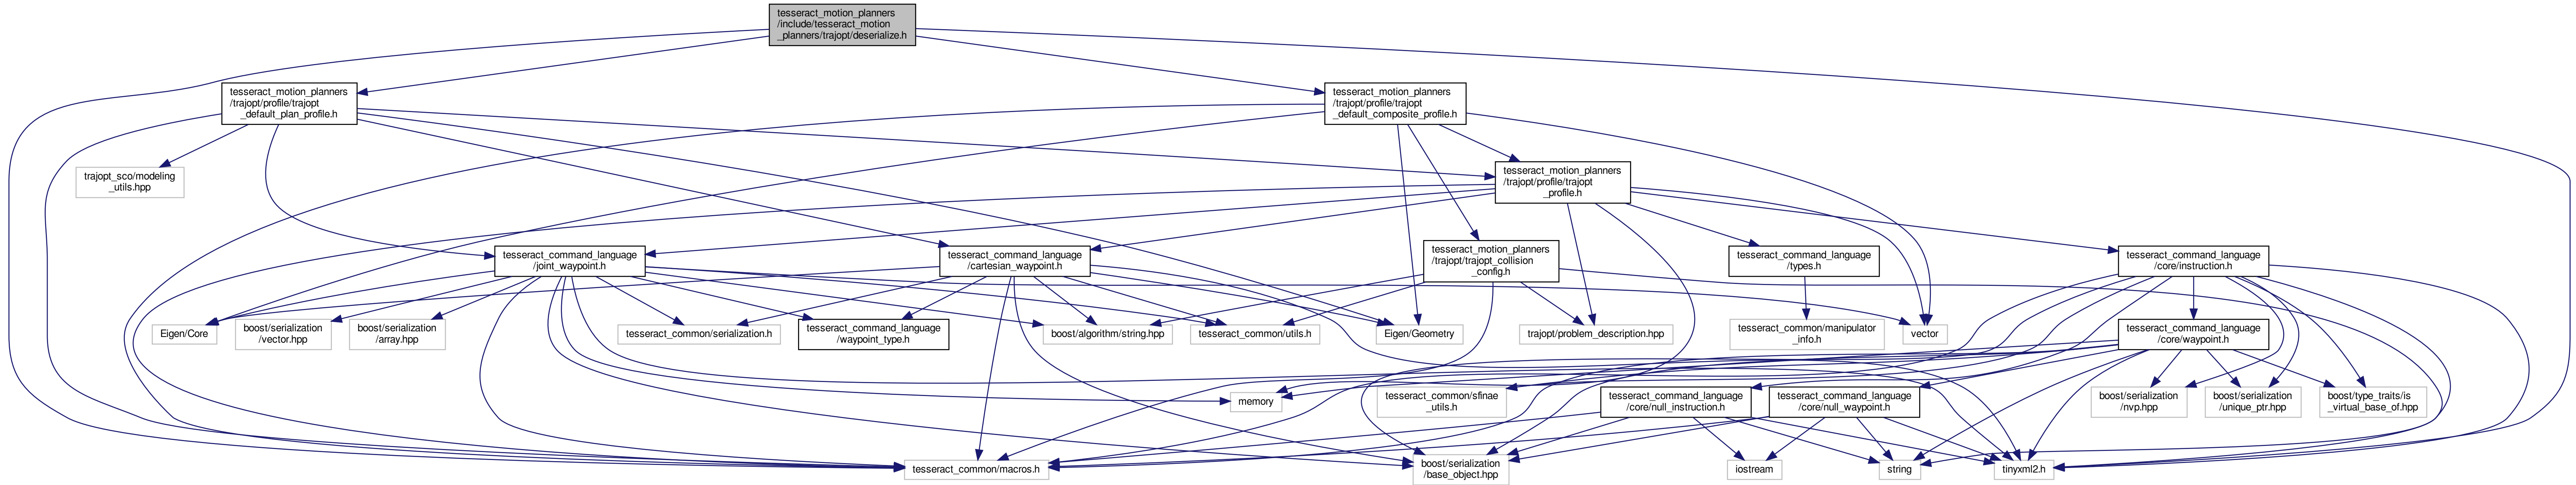 tesseract_motion_planners
/include/tesseract_motion
_planners/trajopt/deserialize.h
tesseract_motion_planners
/trajopt/profile/trajopt
_default_plan_profile.h
tesseract_motion_planners
/trajopt/profile/trajopt
_default_composite_profile.h
trajopt_sco/modeling
_utils.hpp
tesseract_motion_planners
/trajopt/profile/trajopt
_profile.h
tesseract_command_language
/joint_waypoint.h
tesseract_command_language
/cartesian_waypoint.h
tesseract_motion_planners
/trajopt/trajopt_collision
_config.h
tesseract_command_language
/types.h
tesseract_command_language
/core/instruction.h
Eigen/Core
boost/serialization
/vector.hpp
boost/serialization
/array.hpp
tesseract_common/serialization.h
tesseract_command_language
/waypoint_type.h
boost/algorithm/string.hpp
tesseract_common/utils.h
Eigen/Geometry
trajopt/problem_description.hpp
tesseract_common/manipulator
_info.h
vector
tesseract_command_language
/core/waypoint.h
memory
tesseract_common/sfinae
_utils.h
tesseract_command_language
/core/null_instruction.h
tesseract_command_language
/core/null_waypoint.h
boost/serialization
/nvp.hpp
boost/serialization
/unique_ptr.hpp
boost/type_traits/is
_virtual_base_of.hpp
tesseract_common/macros.h
boost/serialization
/base_object.hpp
iostream
string
tinyxml2.h